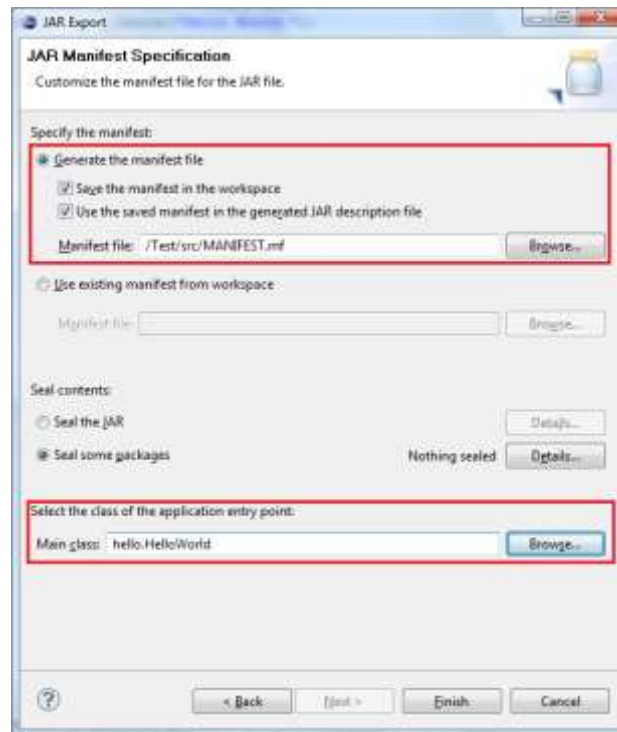 JAR Export
JAR Manifest Specification
Customize the manifest file for the JAR file.
Specify the manifest:
Generate the manifest file
Save the manifest in the workspace
Use the saved manifest in the generated JAR description file
Manifest file: /Test/src/MANIFEST.mf Browse...
Use existing manifest from workspace
Manifest file: Browse...
Seal contents:
Seal the JAR Details...
Seal some packages Nothing sealed Details...
Select the class of the application entry point:
Main class: hello.HelloWorld Browse...
? < Back Next > Finish Cancel